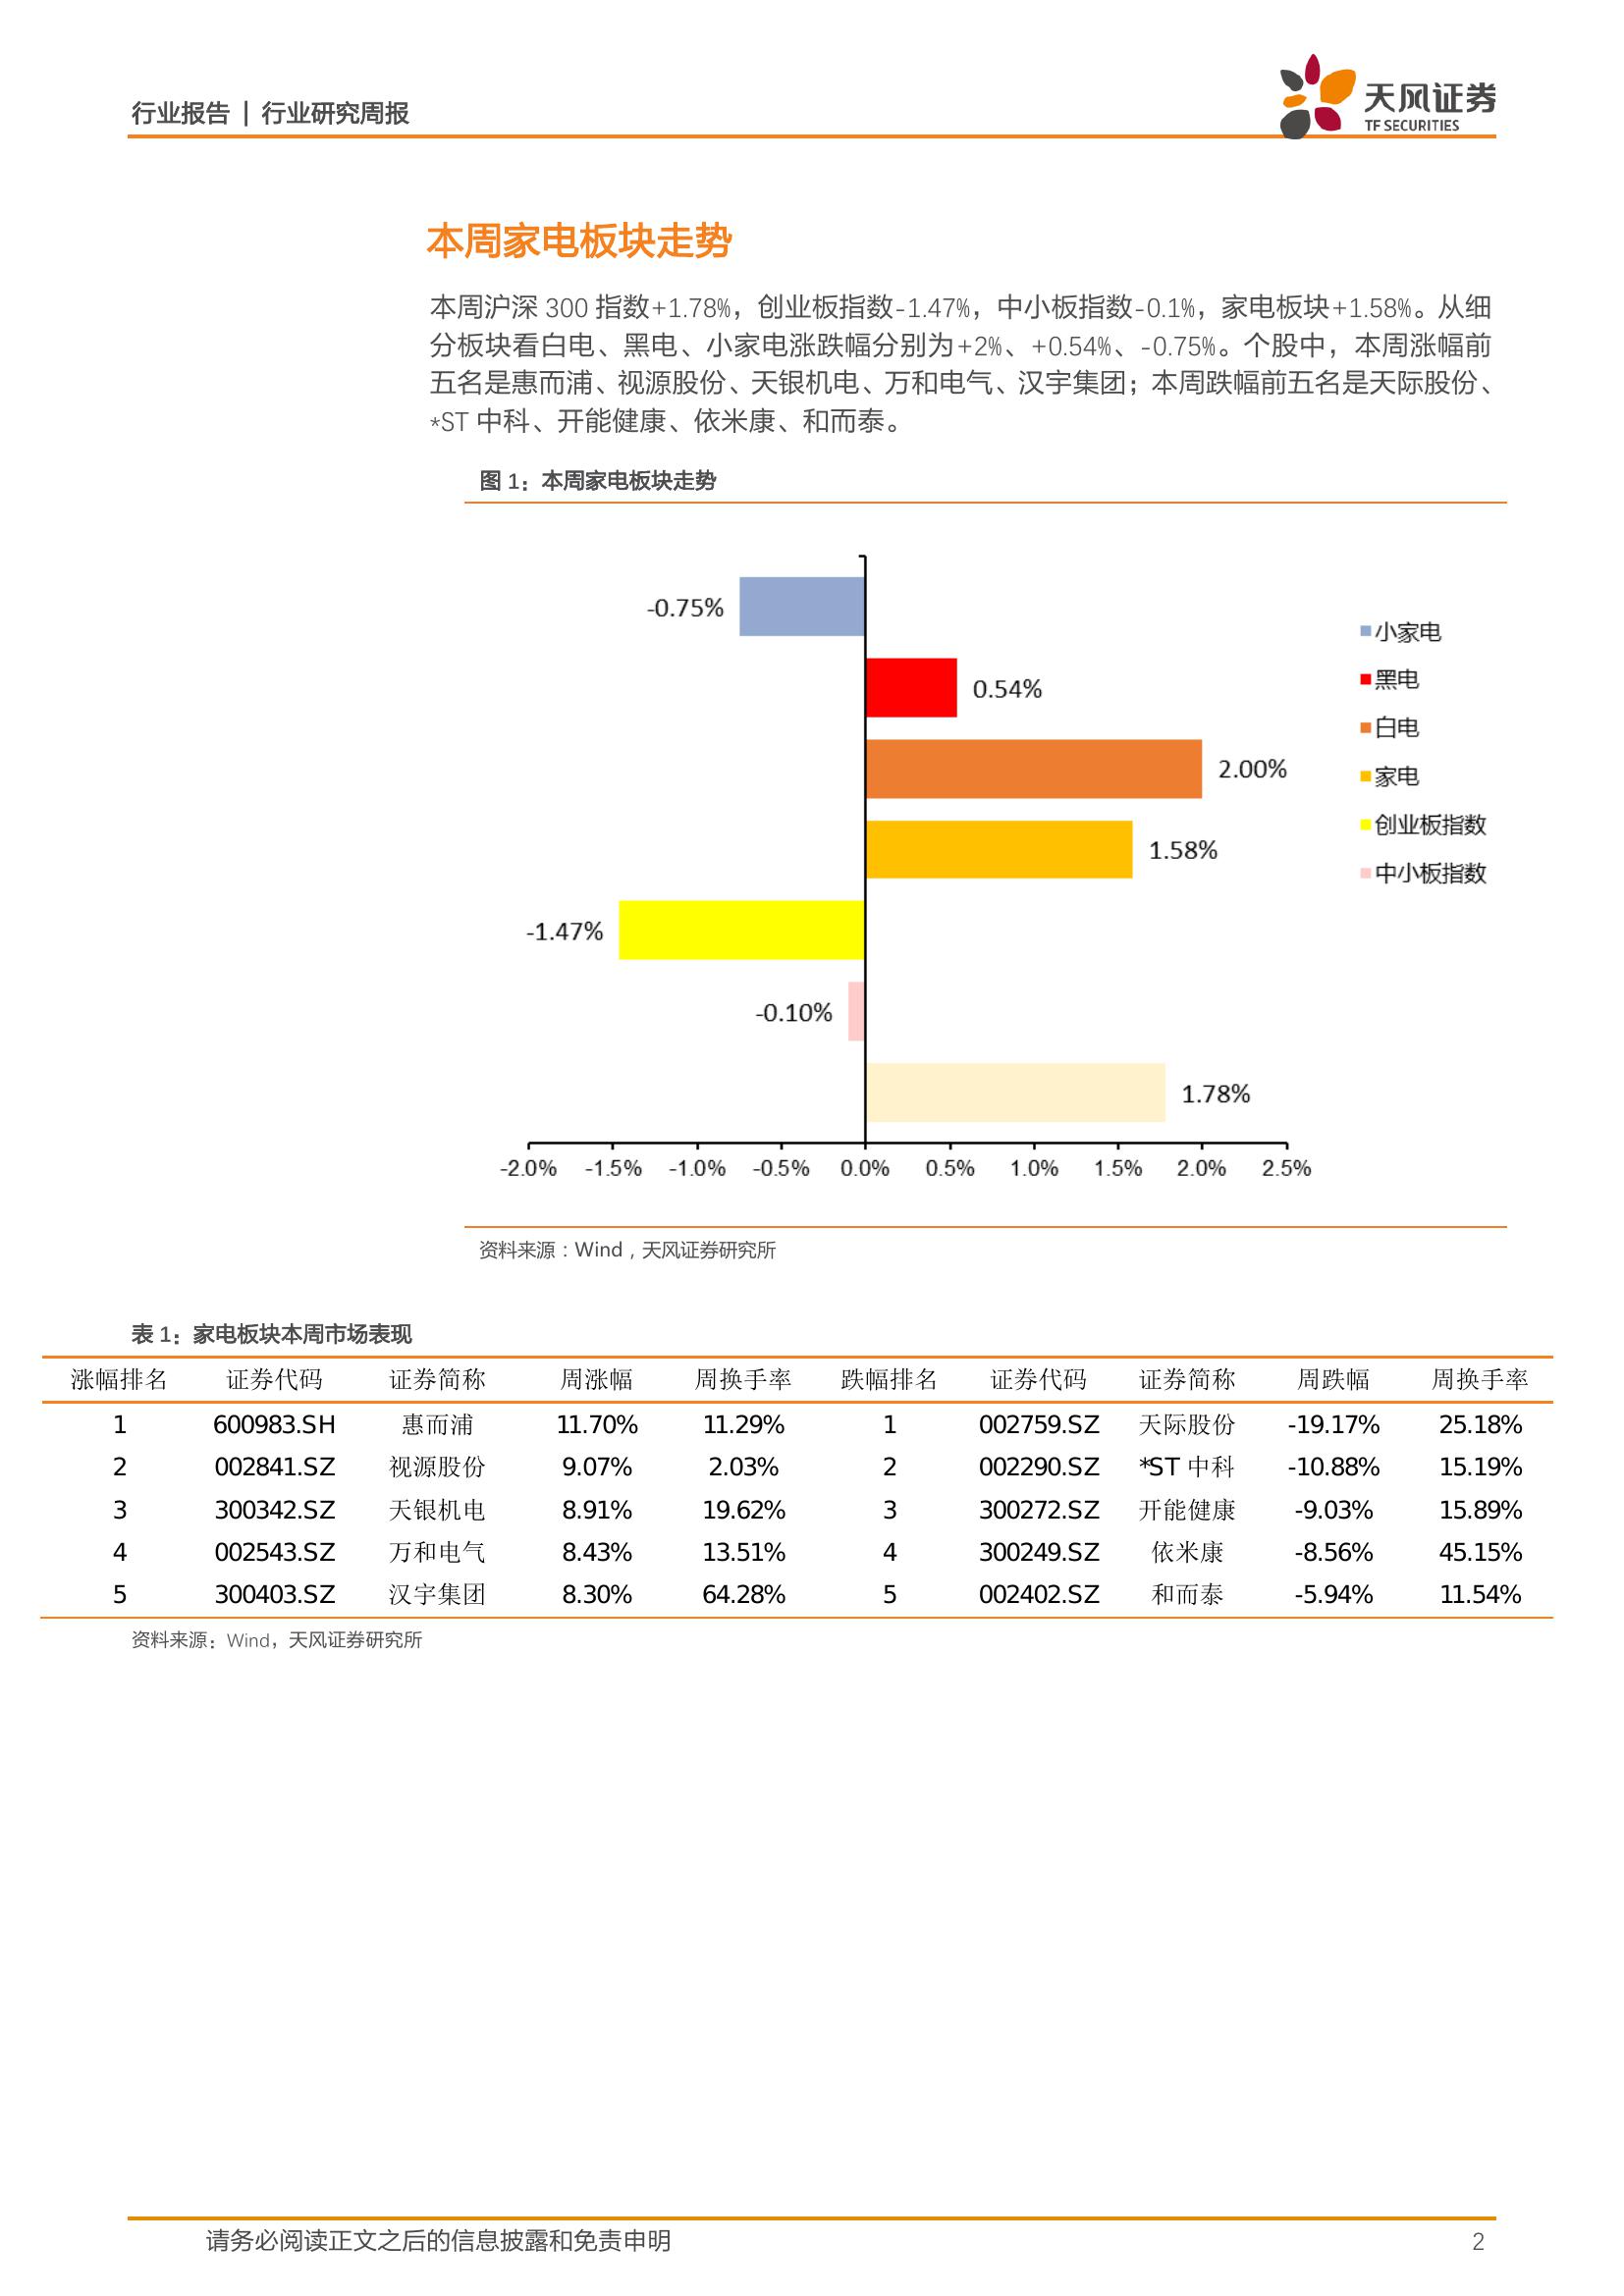 行业报告 | 行业研究周报
天风证券
TF SECURITIES
本周家电板块走势
本周沪深 300 指数+1.78%，创业板指数-1.47%，中小板指数-0.1%，家电板块+1.58%。从细
分板块看白电、黑电、小家电涨跌幅分别为+2%、+0.54%、-0.75%。个股中，本周涨幅前
五名是惠而浦、视源股份、天银机电、万和电气、汉宇集团；本周跌幅前五名是天际股份、
*ST 中科、开能健康、依米康、和而泰。
图 1：本周家电板块走势
-0.75%
0.54%
2.00%
1.58%
-1.47%
-0.10%
1.78%
-2.0% -1.5% -1.0% -0.5% 0.0% 0.5% 1.0% 1.5% 2.0% 2.5%
小家电
黑电
白电
家电
创业板指数
中小板指数
资料来源：Wind，天风证券研究所
表 1：家电板块本周市场表现
涨幅排名 证券代码 证券简称 周涨幅 周换手率 跌幅排名 证券代码 证券简称 周跌幅 周换手率
1 600983.SH 惠而浦 11.70% 11.29% 1 002759.SZ 天际股份 -19.17% 25.18%
2 002841.SZ 视源股份 9.07% 2.03% 2 002290.SZ *ST 中科 -10.88% 15.19%
3 300342.SZ 天银机电 8.91% 19.62% 3 300272.SZ 开能健康 -9.03% 15.89%
4 002543.SZ 万和电气 8.43% 13.51% 4 300249.SZ 依米康 -8.56% 45.15%
5 300403.SZ 汉宇集团 8.30% 64.28% 5 002402.SZ 和而泰 -5.94% 11.54%
资料来源：Wind，天风证券研究所
请务必阅读正文之后的信息披露和免责申明 2